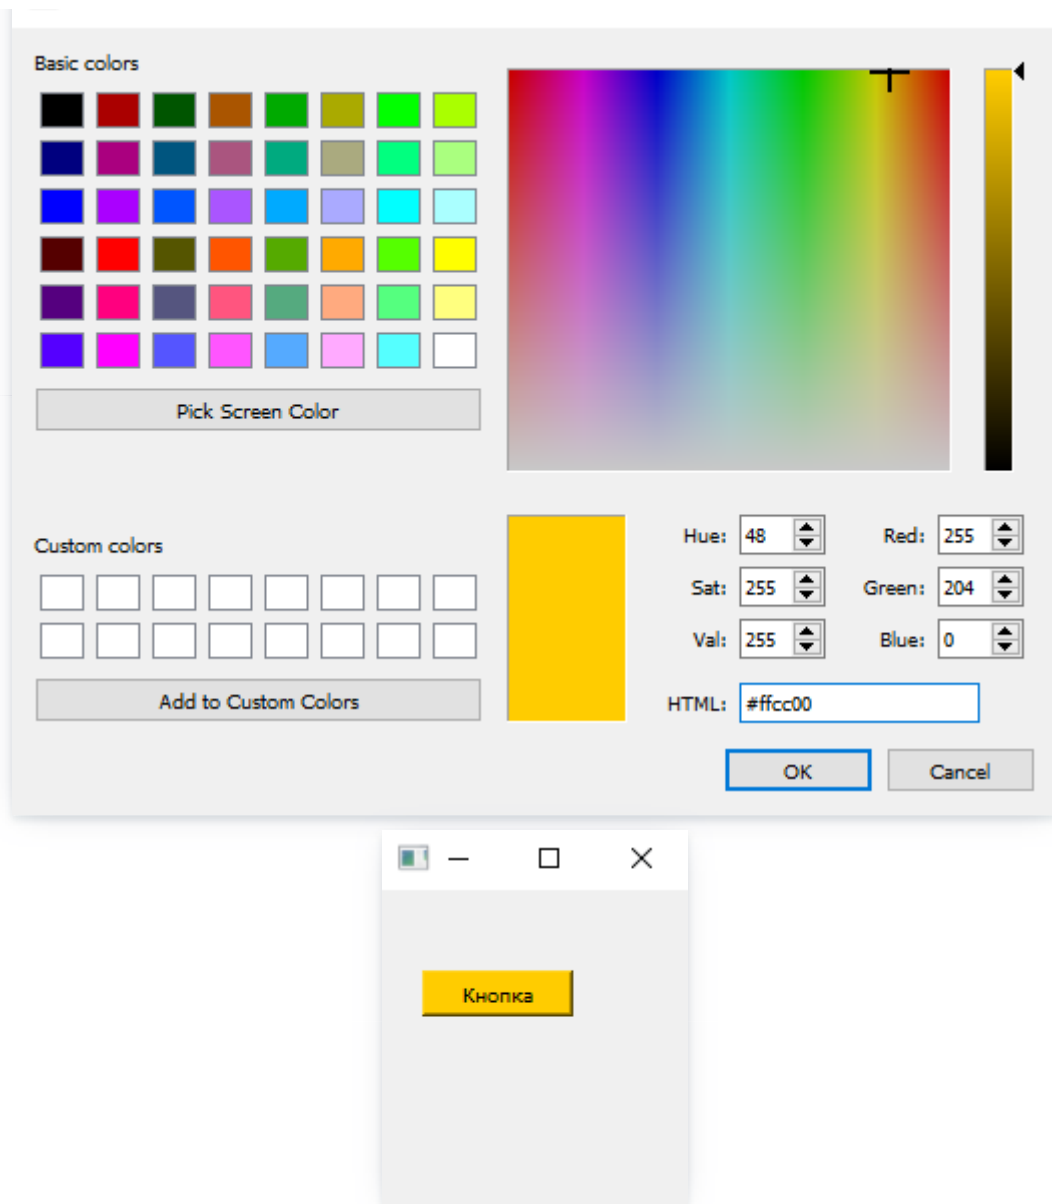 Basic colors
Pick Screen Color
Custom colors
Add to Custom Colors
Hue: 48 Red: 255
Sat: 255 Green: 204
Val: 255 Blue: 0
HTML: #ffcc00
OK Cancel
Кнопка